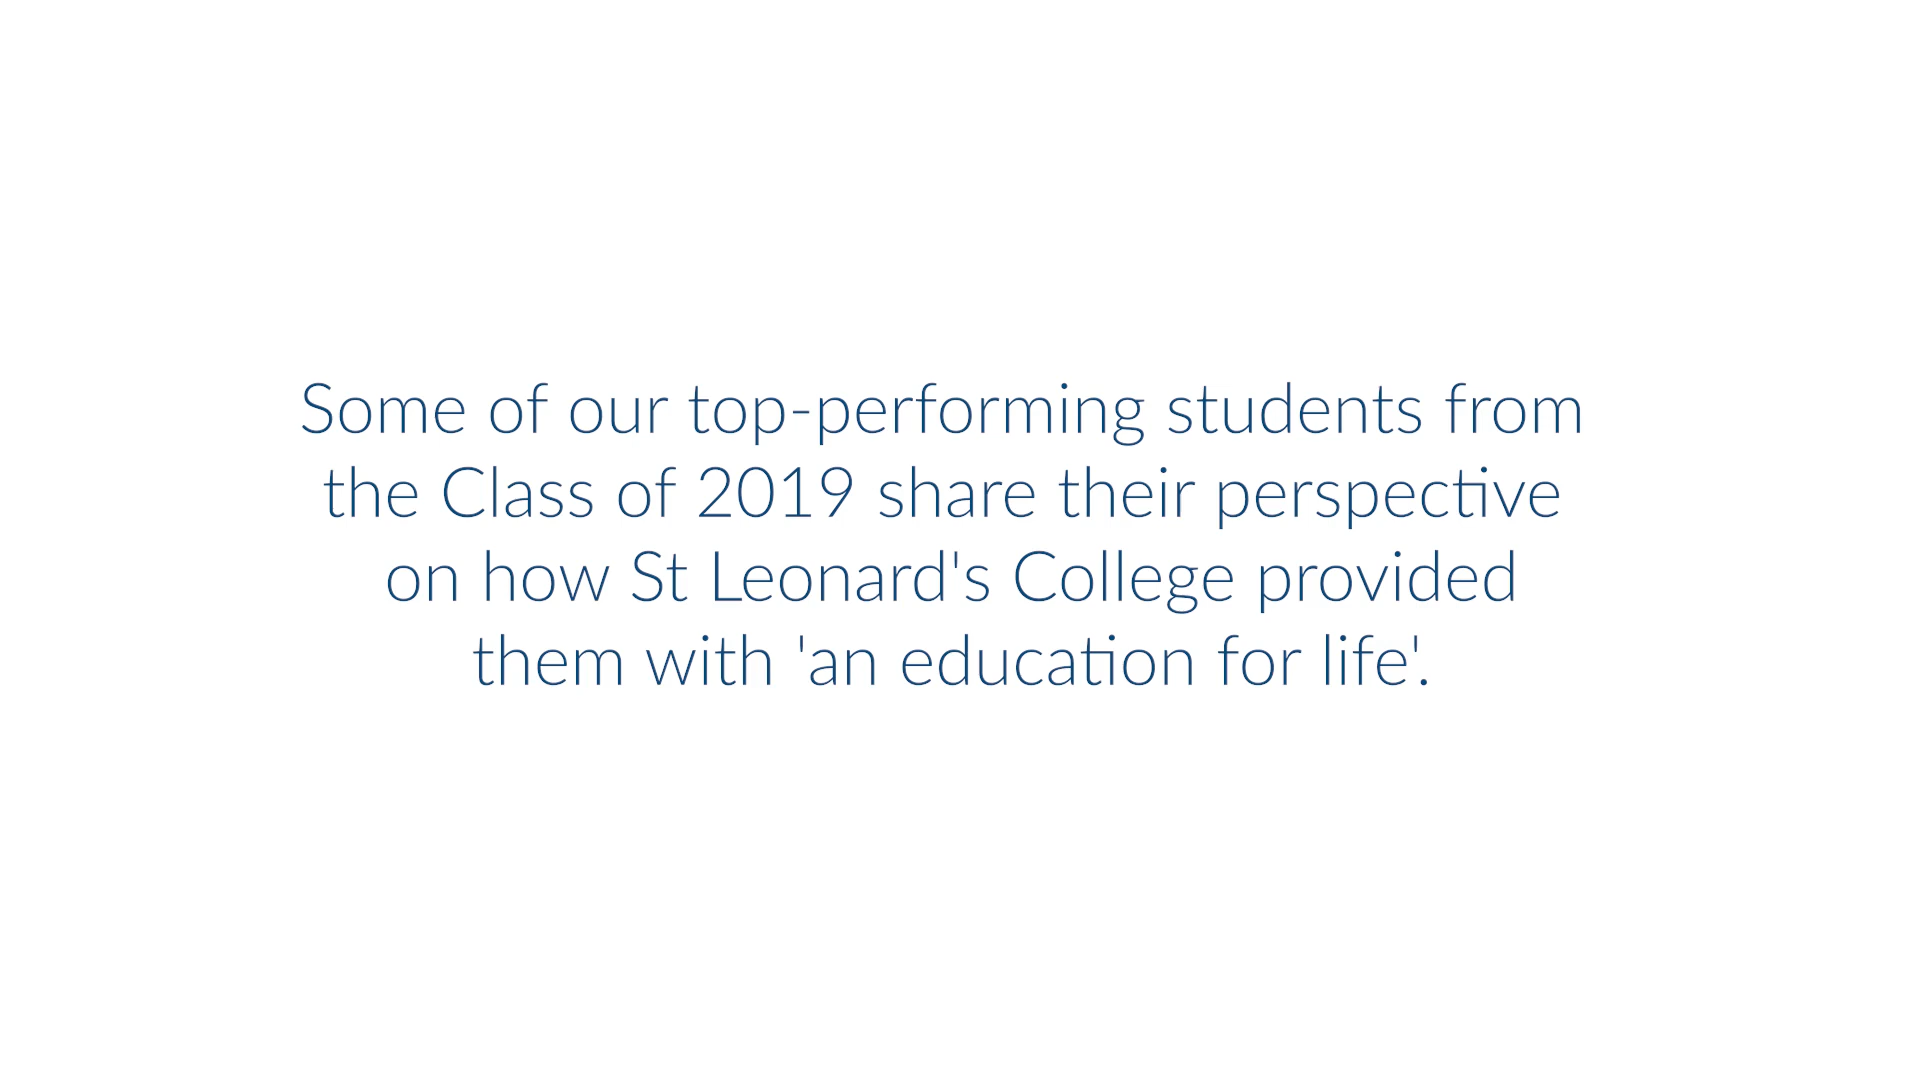 Some of our top-performing students from
the Class of 2019 share their perspective
on how St Leonard's College provided
them with 'an education for life'.